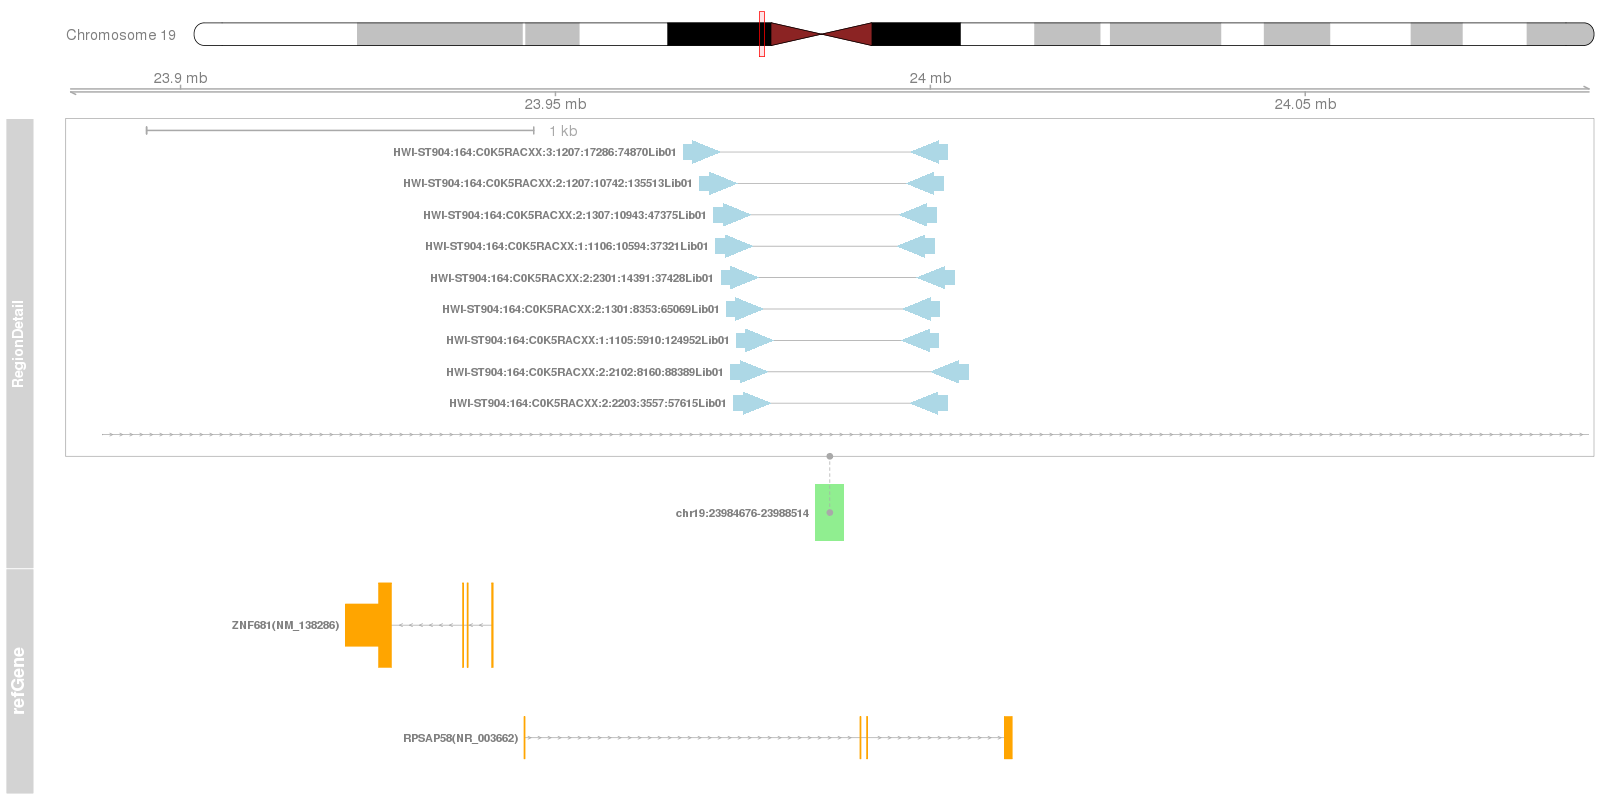 Chromosome 19
23.9 mb
24 mb
23.95 mb
24.05 mb
RegionDetail
1 kb
HWI-ST904:164:C0K5RACXX:3:1207:17286:74870Lib01
HWI-ST904:164:C0K5RACXX:2:1207:10742:135513Lib01
HWI-ST904:164:C0K5RACXX:2:1307:10943:47375Lib01
HWI-ST904:164:C0K5RACXX:1:1106:10594:37321Lib01
HWI-ST904:164:C0K5RACXX:2:2301:14391:37428Lib01
HWI-ST904:164:C0K5RACXX:2:1301:8353:65069Lib01
HWI-ST904:164:C0K5RACXX:1:1105:5910:124952Lib01
HWI-ST904:164:C0K5RACXX:2:2102:8160:88389Lib01
HWI-ST904:164:C0K5RACXX:2:2203:3557:57615Lib01
chr19:23984676-23988514
refGene
ZNF681(NM_138286)
RPSAP58(NR_003662)